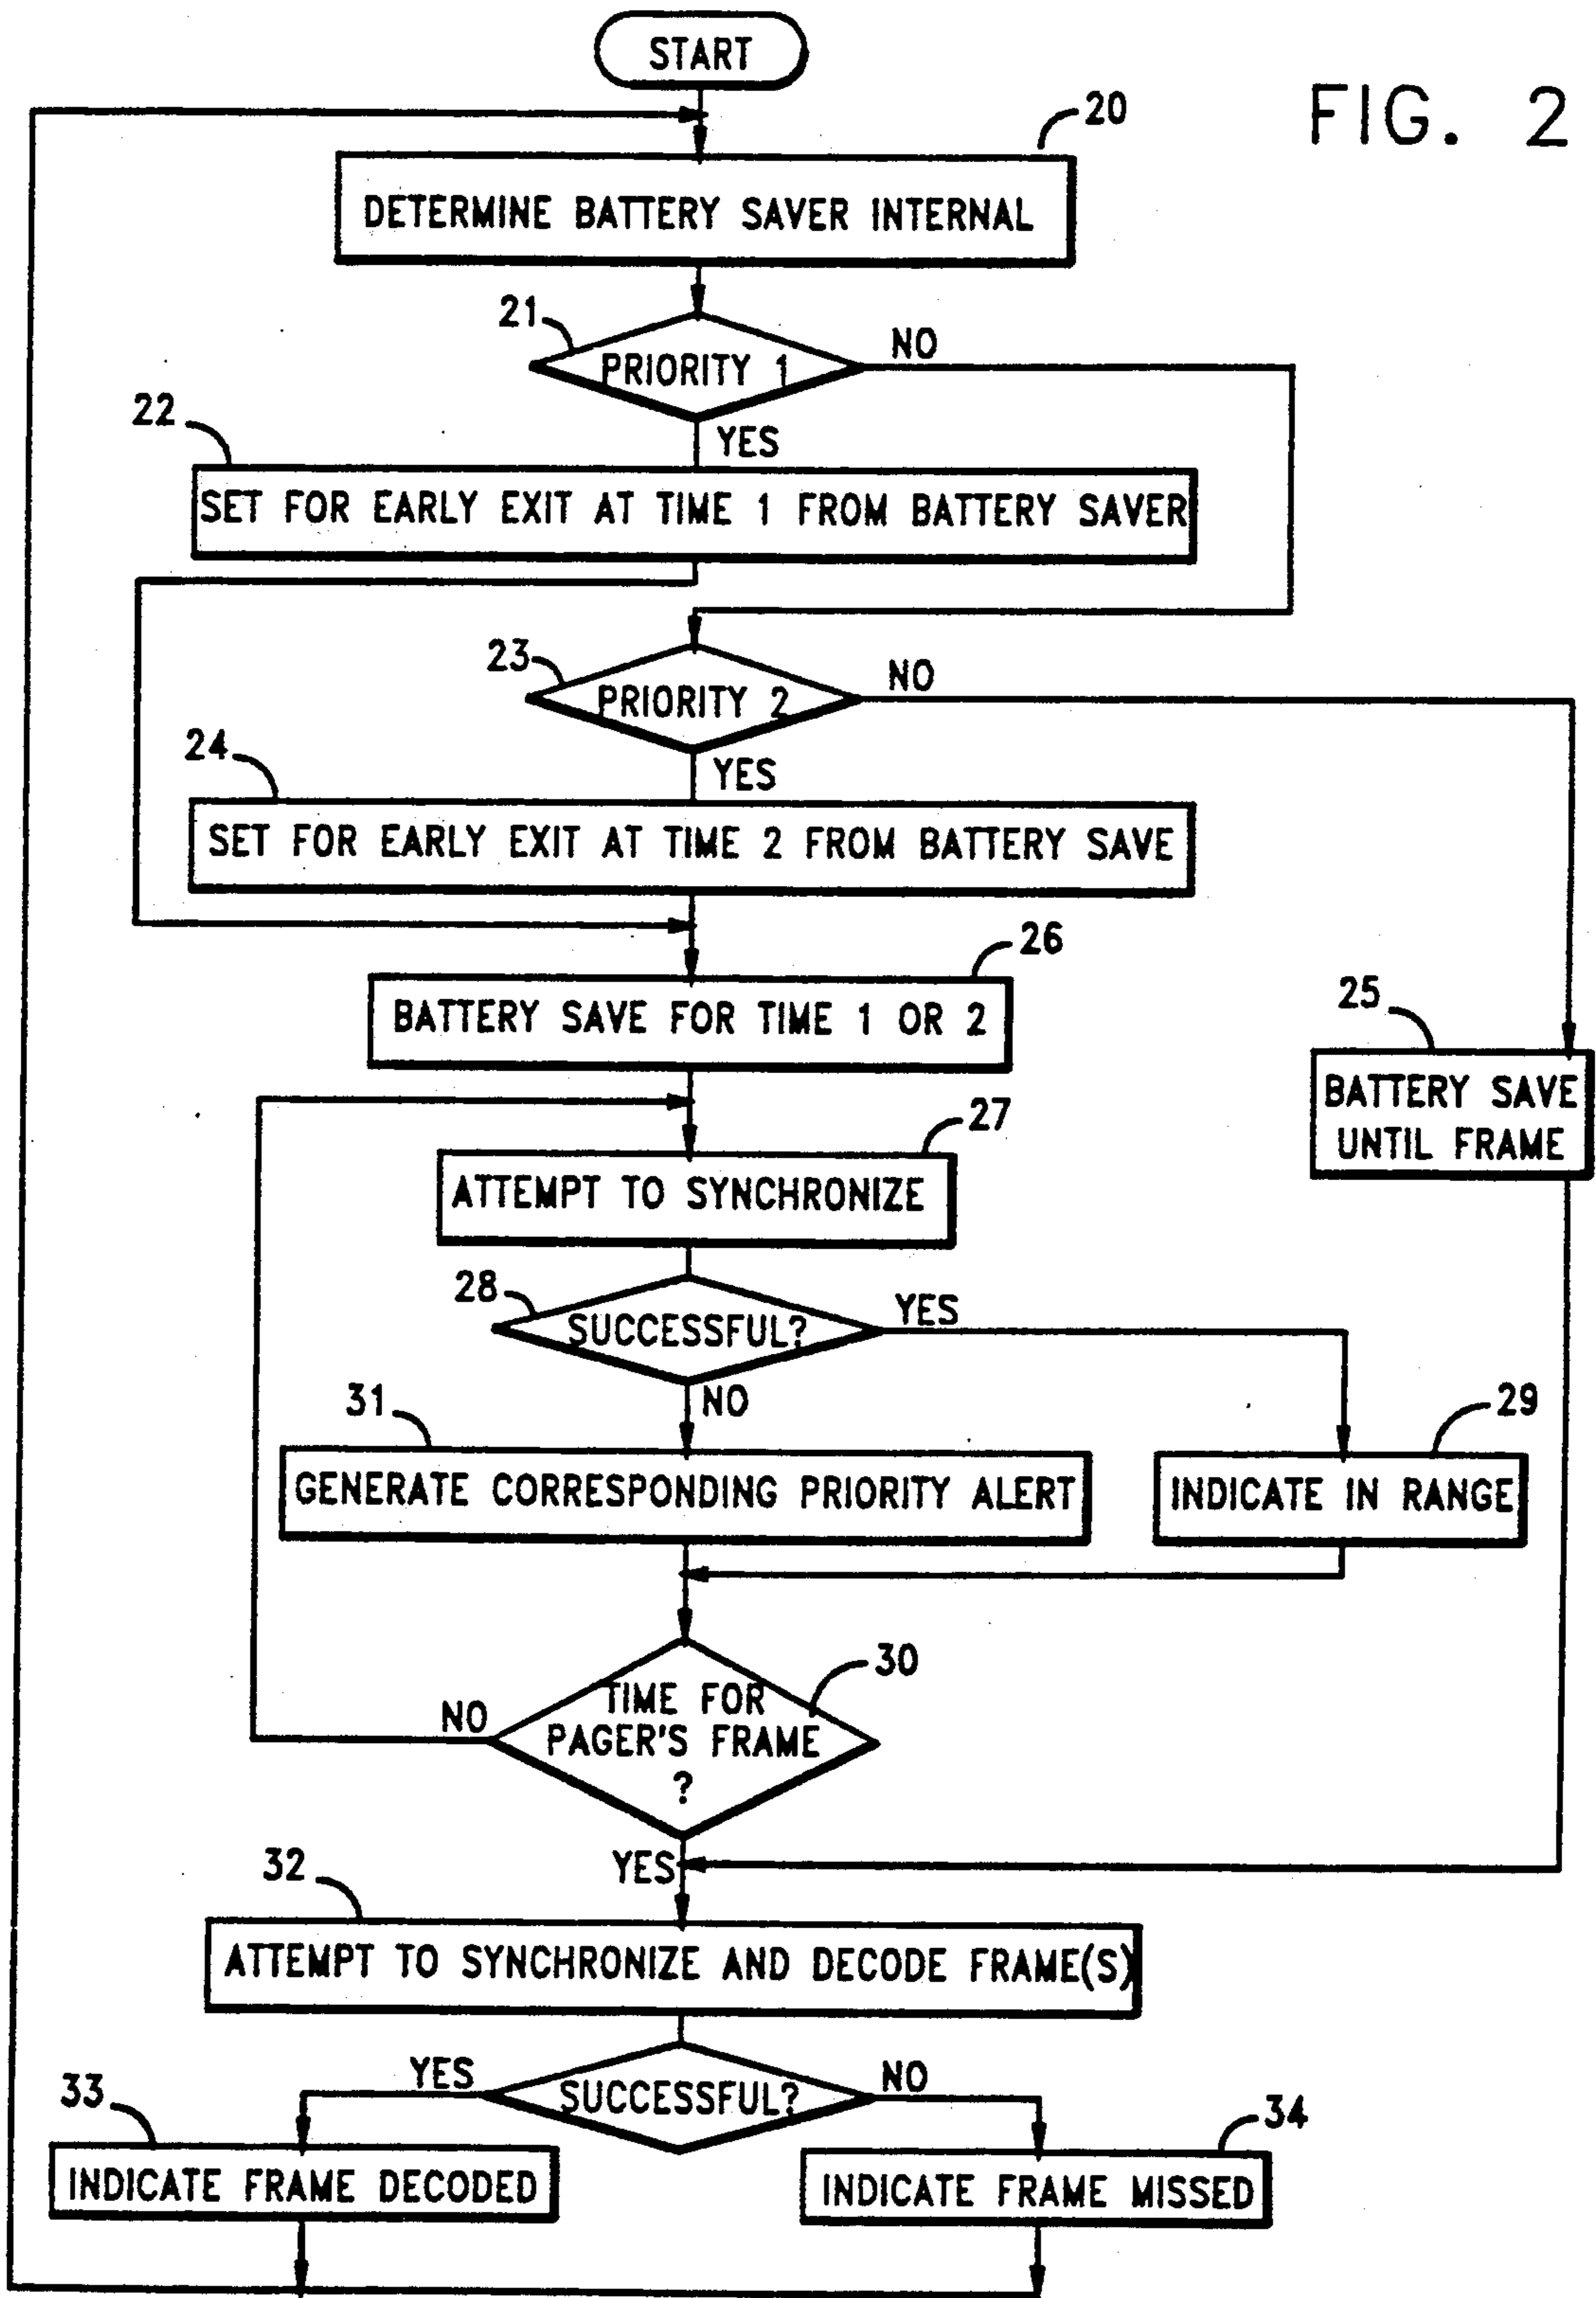 START
FIG. 2
20
DETERMINE BATTERY SAVER INTERNAL
21
PRIORITY 1
NO
YES
22
SET FOR EARLY EXIT AT TIME 1 FROM BATTERY SAVER
23
PRIORITY 2
NO
YES
24
SET FOR EARLY EXIT AT TIME 2 FROM BATTERY SAVE
26
BATTERY SAVE FOR TIME 1 OR 2
25
BATTERY SAVE
UNTIL FRAME
27
ATTEMPT TO SYNCHRONIZE
28
SUCCESSFUL?
YES
NO
31
GENERATE CORRESPONDING PRIORITY ALERT
29
INDICATE IN RANGE
30
TIME FOR
PAGER'S FRAME
?
NO
YES
32
ATTEMPT TO SYNCHRONIZE AND DECODE FRAME(S)
SUCCESSFUL?
YES
NO
33
INDICATE FRAME DECODED
34
INDICATE FRAME MISSED